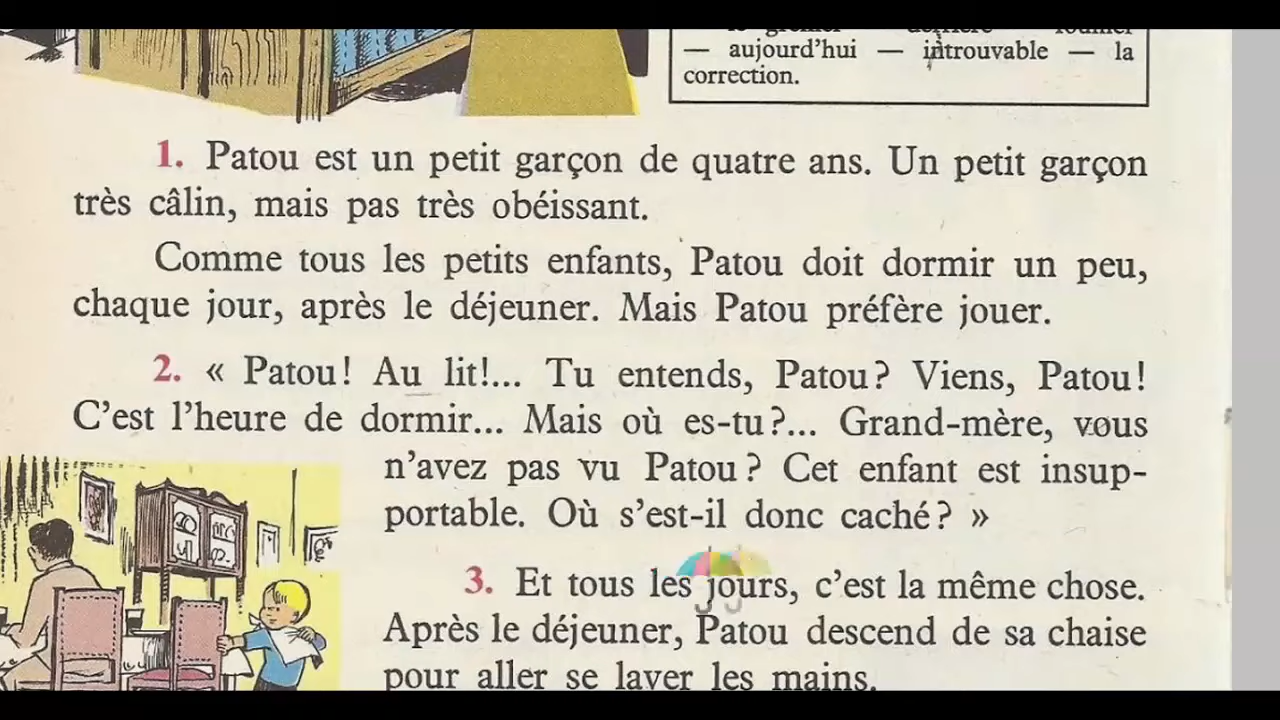 — aujourd'hui — introuvable — la
correction.
1. Patou est un petit garçon de quatre ans. Un petit garçon
très câlin, mais pas très obéissant.
Comme tous les petits enfants, Patou doit dormir un peu,
chaque jour, après le déjeuner. Mais Patou préfère jouer.
2. « Patou! Au lit!... Tu entends, Patou? Viens, Patou!
C'est l'heure de dormir... Mais où es-tu?... Grand-mère, vous
n'avez pas vu Patou? Cet enfant est insup-
portable. Où s'est-il donc caché? »
3. Et tous les jours, c'est la même chose.
Après le déjeuner, Patou descend de sa chaise
pour aller se laver les mains.